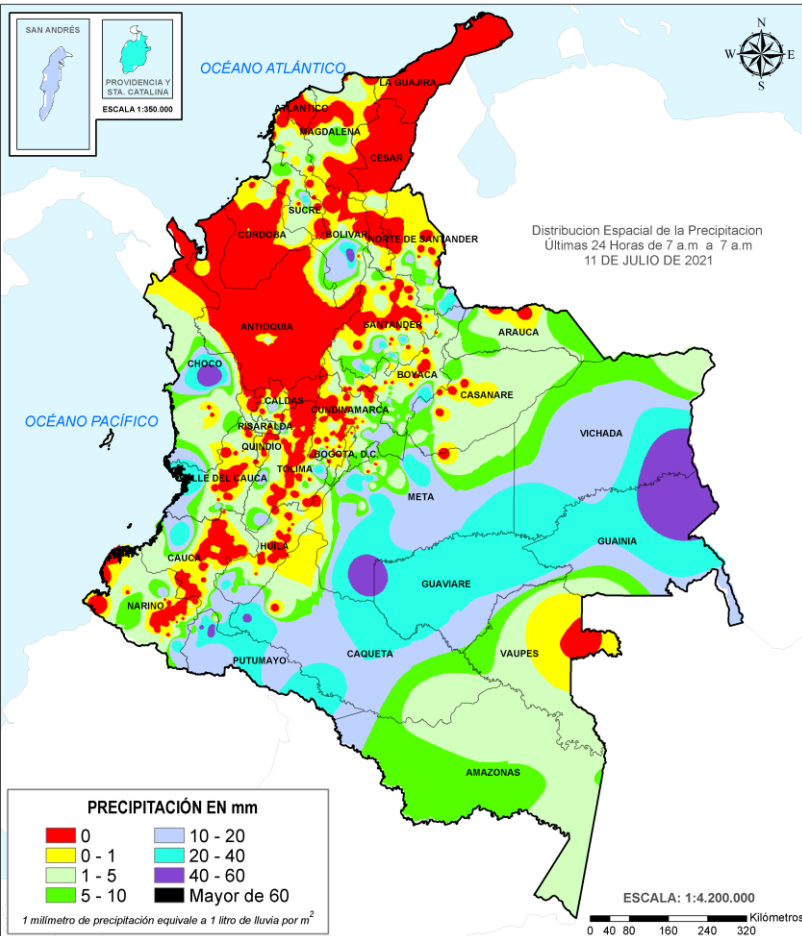 SAN ANDRÉS
PROVIDENCIA Y
STA. CATALINA
ESCALA 1:350.000
OCÉANO ATLÁNTICO
N
W
E
S
LA GUAJIRA
ATLANTICO
MAGDALENA
CESAR
SUCRE
CORDOBA
BOLIVAR
NORTE DE SANTANDER
Distribucion Espacial de la Precipitacion
Últimas 24 Horas de 7 a.m a 7 a.m
11 DE JULIO DE 2021
ANTIOQUIA
SANTANDER
ARAUCA
CHOCO
BOYACA
CASANARE
CALDAS
CUNDINAMARCA
OCÉANO PACÍFICO
RISARALDA
QUINDIO
BOGOTA, D.C.
VICHADA
TOLIMA
VALLE DEL CAUCA
META
GUAINIA
HUILA
CAUCA
GUAVIARE
NARINO
CAQUETA
VAUPES
PUTUMAYO
AMAZONAS
PRECIPITACIÓN EN mm
0
10 - 20
0 - 1
20 - 40
1 - 5
40 - 60
5 - 10
Mayor de 60
1 milímetro de precipitación equivale a 1 litro de lluvia por m²
ESCALA: 1:4.200.000
Kilómetros
0 40 80 160 240 320